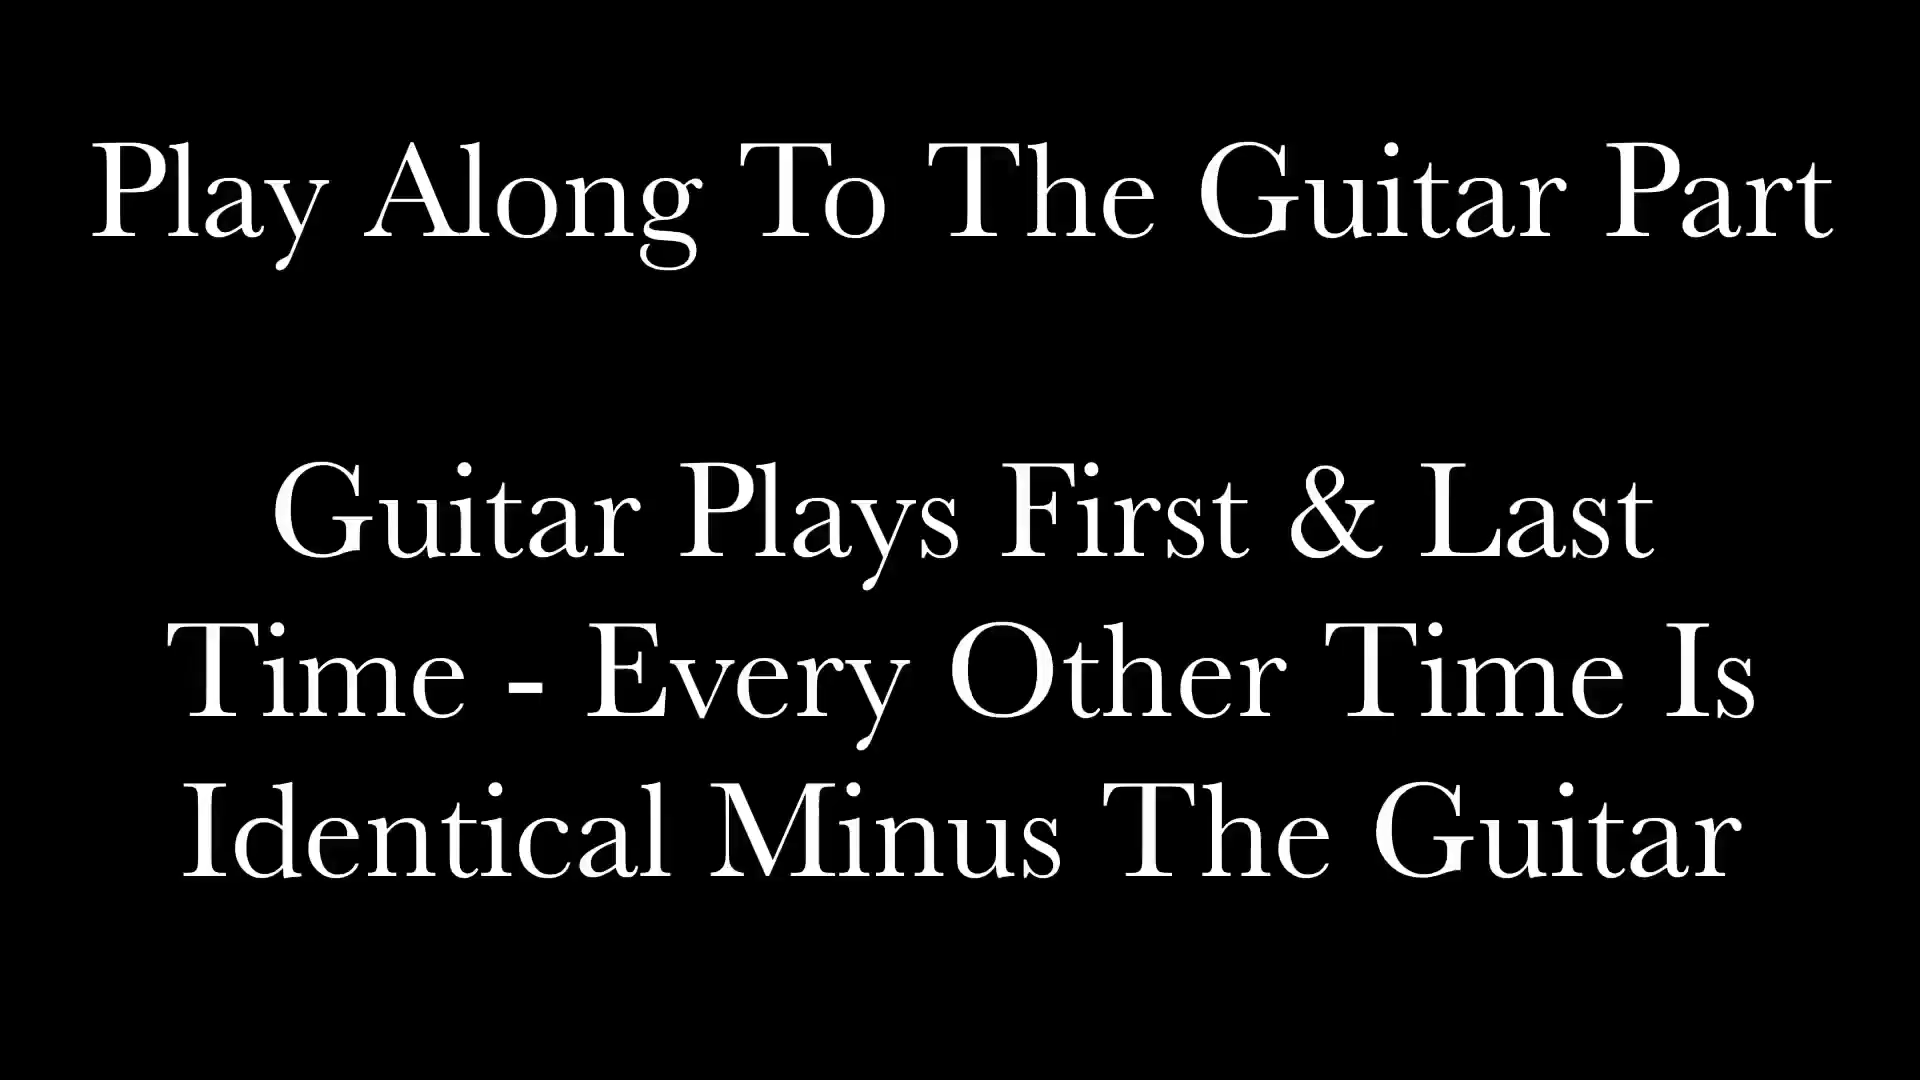 Play Along To The Guitar Part
Guitar Plays First & Last
Time - Every Other Time Is
Identical Minus The Guitar